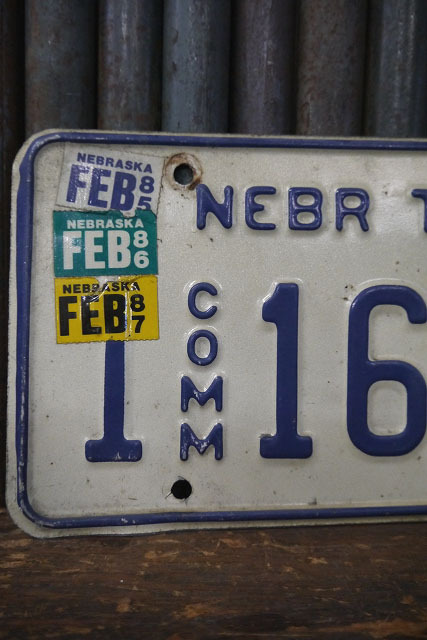 NEBRASKA
FEB 85
NEBRASKA
FEB 86
NEBRASKA
FEB 87
NEBR T
1 COMM 16